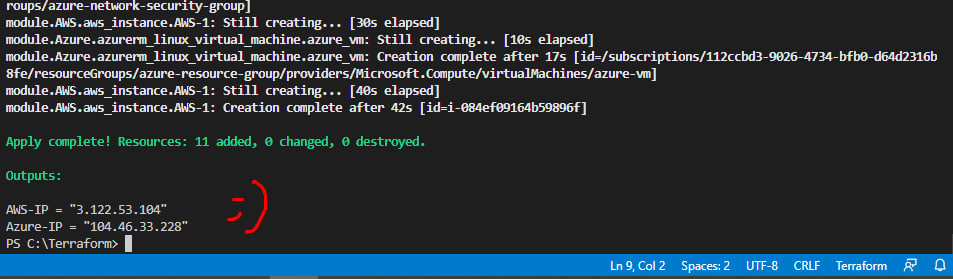 roups/azure-network-security-group]
module.AWS.aws_instance.AWS-1: Still creating... [30s elapsed]
module.Azure.azurerm_linux_virtual_machine.azure_vm: Still creating... [10s elapsed]
module.Azure.azurerm_linux_virtual_machine.azure_vm: Creation complete after 17s [id=/subscriptions/112ccbd3-9026-4734-bfb0-d64d2316b
8fe/resourceGroups/azure-resource-group/providers/Microsoft.Compute/virtualMachines/azure-vm]
module.AWS.aws_instance.AWS-1: Still creating... [40s elapsed]
module.AWS.aws_instance.AWS-1: Creation complete after 42s [id=i-084ef09164b59896f]
Apply complete! Resources: 11 added, 0 changed, 0 destroyed.
Outputs:
AWS-IP = "3.122.53.104"
Azure-IP = "104.46.33.228"
PS C:\Terraform>
Ln 9, Col 2 Spaces: 2 UTF-8 CRLF Terraform